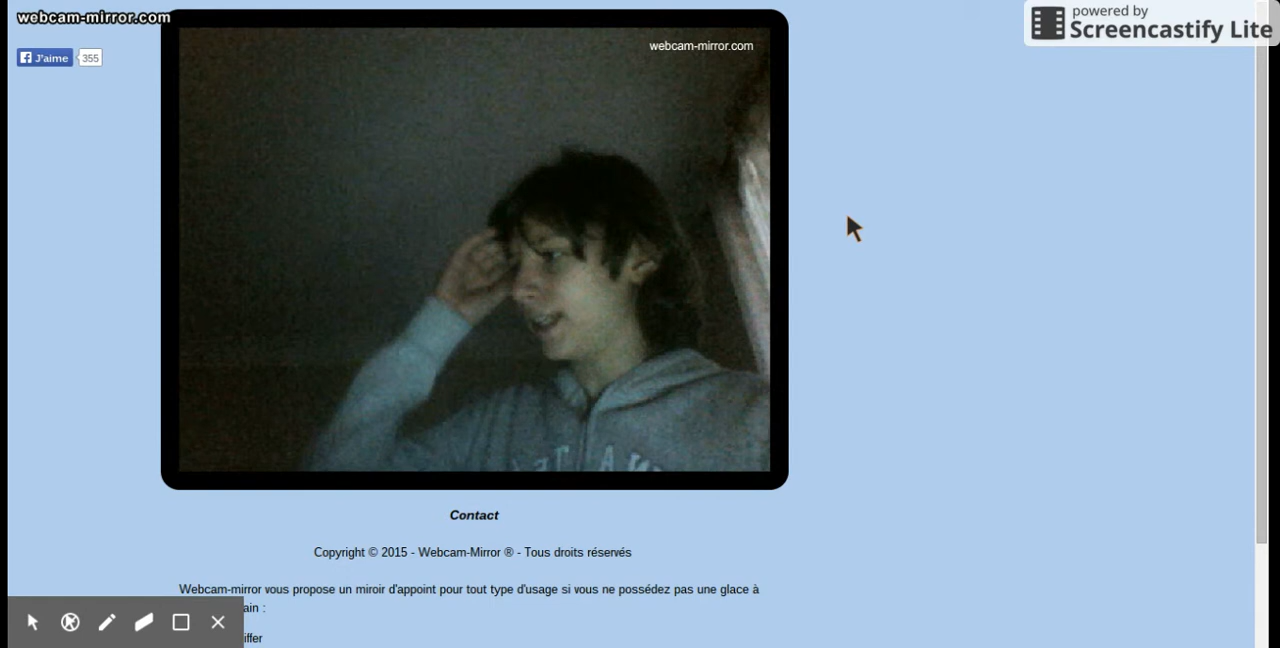 webcam-mirror.com
powered by
Screencastify Lite
J'aime
355
webcam-mirror.com
Contact
Copyright © 2015 - Webcam-Mirror ® - Tous droits réservés
Webcam-mirror vous propose un miroir d'appoint pour tout type d'usage si vous ne possédez pas une glace à
: